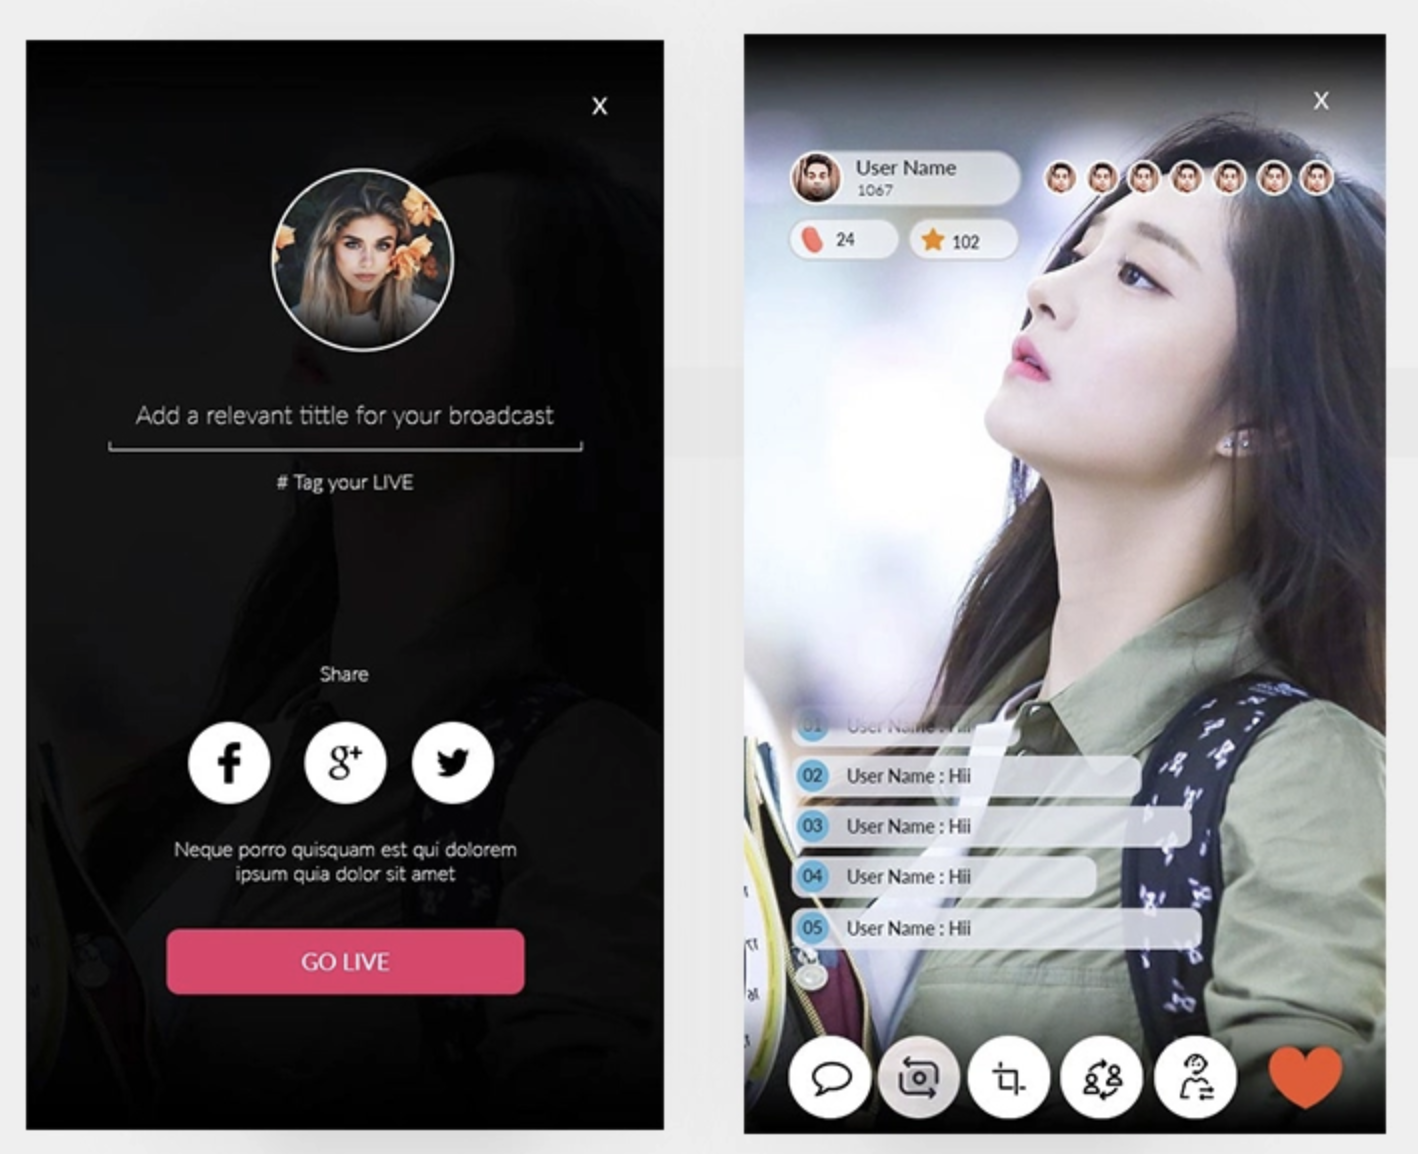 X
Add a relevant tittle for your broadcast
# Tag your LIVE
Share
f
g+
Neque porro quisquam est qui dolorem
ipsum quia dolor sit amet
GO LIVE
X
User Name
1067
24
102
01 User Name : Hii
02 User Name : Hii
03 User Name : Hii
04 User Name : Hii
05 User Name : Hii